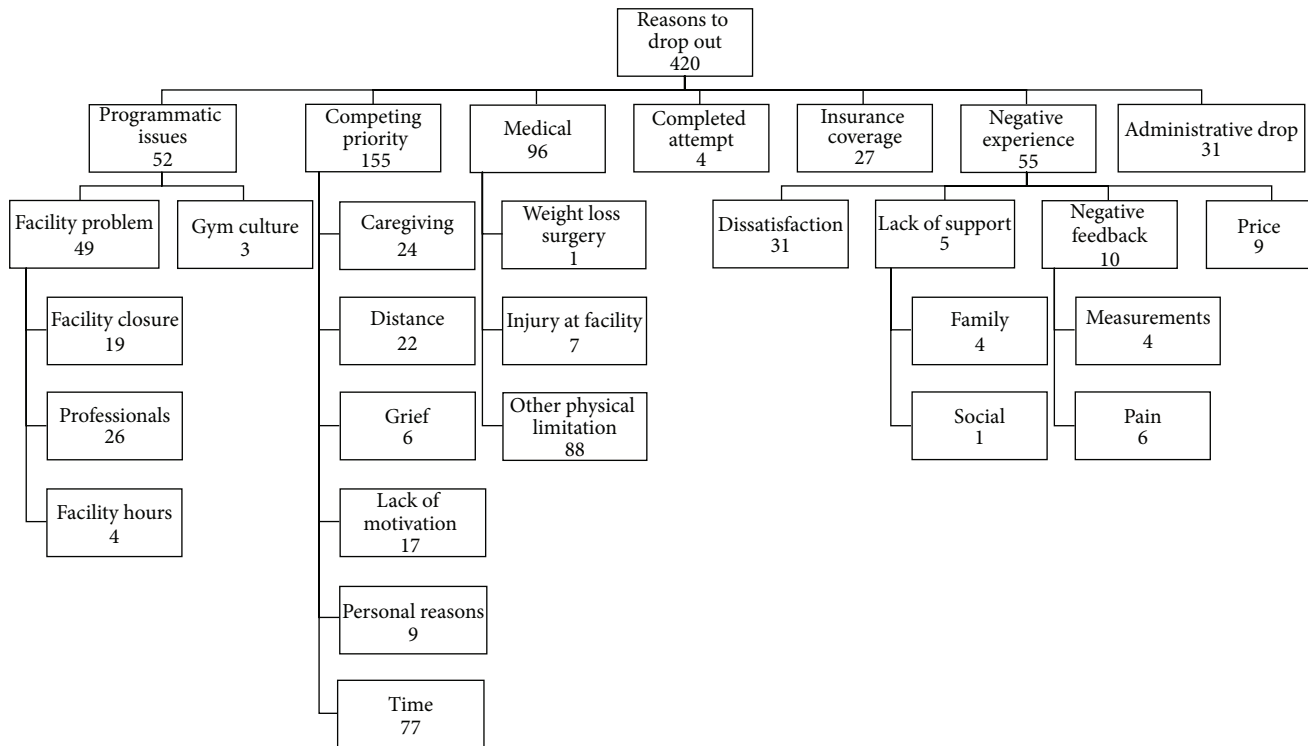 Reasons to
drop out
420
Programmatic
issues
52
Competing
priority
155
Medical
96
Completed
attempt
4
Insurance
coverage
27
Negative
experience
55
Administrative drop
31
Facility problem
49
Gym culture
3
Caregiving
24
Weight loss
surgery
1
Dissatisfaction
31
Lack of support
5
Negative
feedback
10
Price
9
Facility closure
19
Distance
22
Injury at facility
7
Family
4
Measurements
4
Professionals
26
Grief
6
Other physical
limitation
88
Social
1
Pain
6
Facility hours
4
Lack of
motivation
17
Personal reasons
9
Time
77